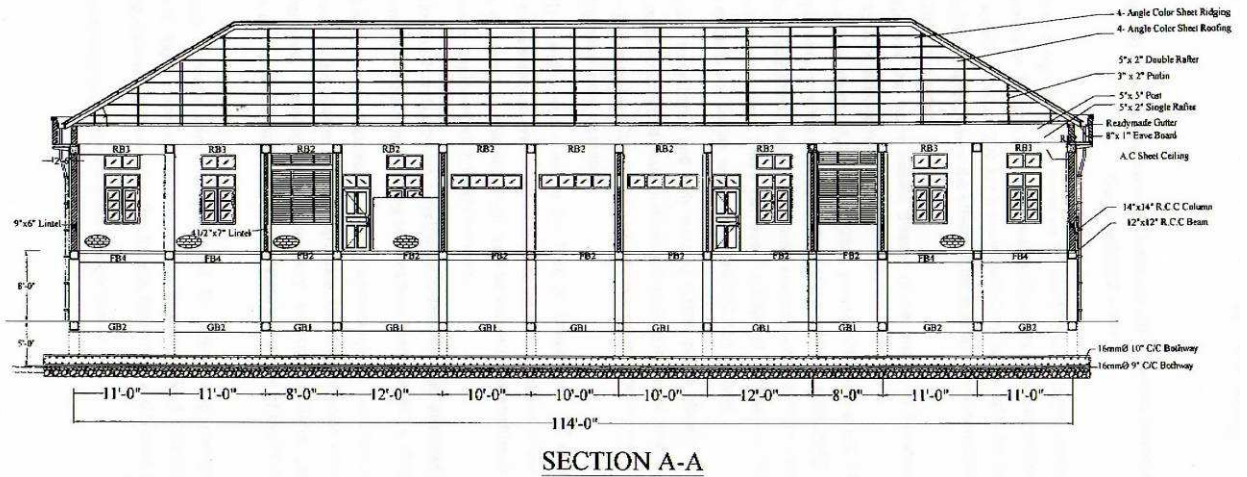 4- Angle Color Sheet Ridging
4- Angle Color Sheet Roofing
5"x 2" Double Rafter
3" x 2" Purlin
5"x 5" Post
5"x 2" Single Rafter
Readymade Gutter
8"x 1" Eave Board
A.C Sheet Ceiling
RB3 RB3 RB2 RB2 RB2 RB2 RB2 RB2 RB3 RB3
9"x6" Lintel
4 1/2"x7" Lintel
14"x14" R.C.C Column
12"x12" R.C.C Beam
FB4 FB4 FB2 FB2 FB2 FB2 FB2 FB2 FB2 FB4 FB4
8'-0"
GB2 GB2 GB1 GB1 GB1 GB1 GB1 GB1 GB1 GB2 GB2
5'-0"
16mmØ 10" C/C Bothway
16mmØ 9" C/C Bothway
11'-0" 11'-0" 8'-0" 12'-0" 10'-0" 10'-0" 10'-0" 12'-0" 8'-0" 11'-0" 11'-0"
114'-0"
SECTION A-A